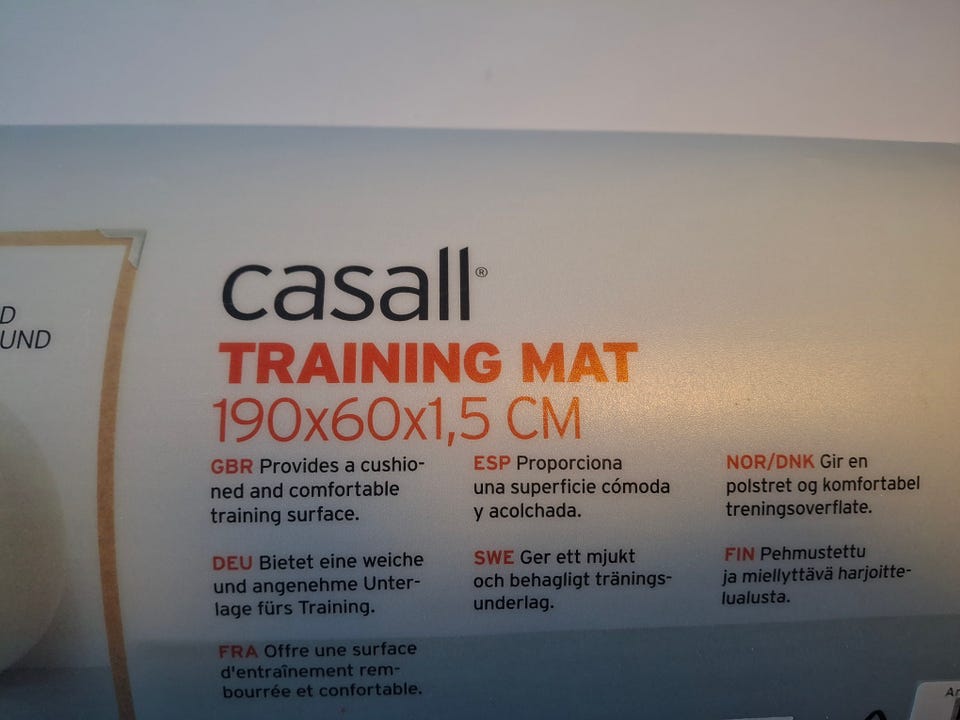 D
UND
casall®
TRAINING MAT
190x60x1,5 CM
GBR Provides a cushio-
ned and comfortable
training surface.
DEU Bietet eine weiche
und angenehme Unter-
lage fürs Training.
FRA Offre une surface
d'entraînement rem-
bourrée et confortable.
ESP Proporciona
una superficie cómoda
y acolchada.
SWE Ger ett mjukt
och behagligt tränings-
underlag.
NOR/DNK Gir en
polstret og komfortabel
treningsoverflate.
FIN Pehmustettu
ja miellyttävä harjoitte-
lualusta.